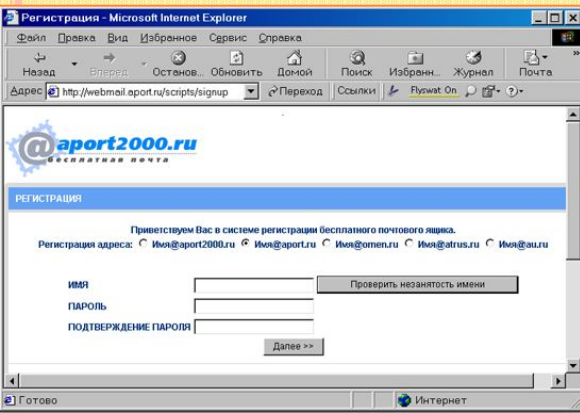 Регистрация - Microsoft Internet Explorer
Файл Правка Вид Избранное Сервис Справка
Назад Вперед Останов... Обновить Домой Поиск Избранн... Журнал Почта »
Адрес http://webmail.aport.ru/scripts/signup Переход Ссылки Flyswat On
@aport2000.ru
бесплатная почта
РЕГИСТРАЦИЯ
Приветствуем Вас в системе регистрации бесплатного почтового ящика.
Регистрация адреса: Имя@aport2000.ru Имя@aport.ru Имя@omen.ru Имя@atrus.ru Имя@au.ru
ИМЯ Проверить незанятость имени
ПАРОЛЬ
ПОДТВЕРЖДЕНИЕ ПАРОЛЯ
Далее >>
Готово Интернет